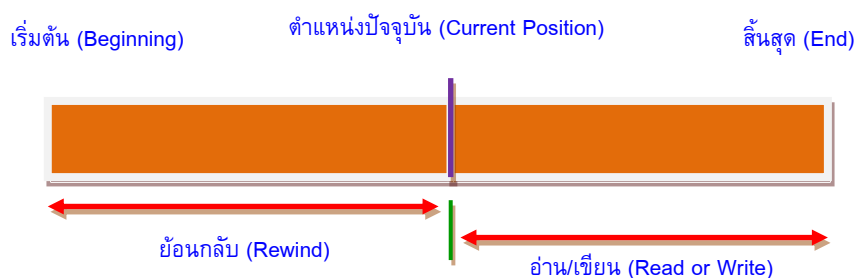 เริ่มต้น (Beginning)
ตำแหน่งปัจจุบัน (Current Position)
สิ้นสุด (End)
ย้อนกลับ (Rewind)
อ่าน/เขียน (Read or Write)